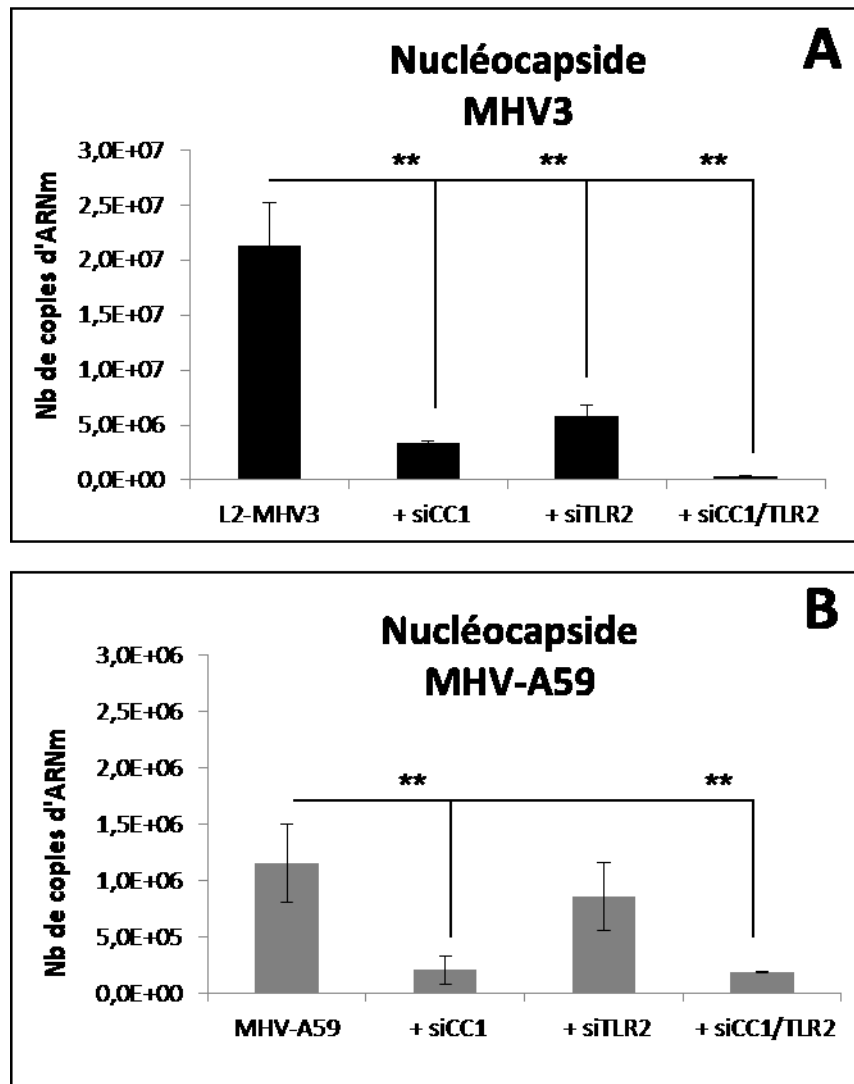 A
Nucléocapside
MHV3
Nb de copies d'ARNm
3,0E+07
2,5E+07
2,0E+07
1,5E+07
1,0E+07
5,0E+06
0,0E+00
** ** **
L2-MHV3 + siCC1 + siTLR2 + siCC1/TLR2
B
Nucléocapside
MHV-A59
Nb de copies d'ARNm
3,0E+06
2,5E+06
2,0E+06
1,5E+06
1,0E+06
5,0E+05
0,0E+00
** **
MHV-A59 + siCC1 + siTLR2 + siCC1/TLR2